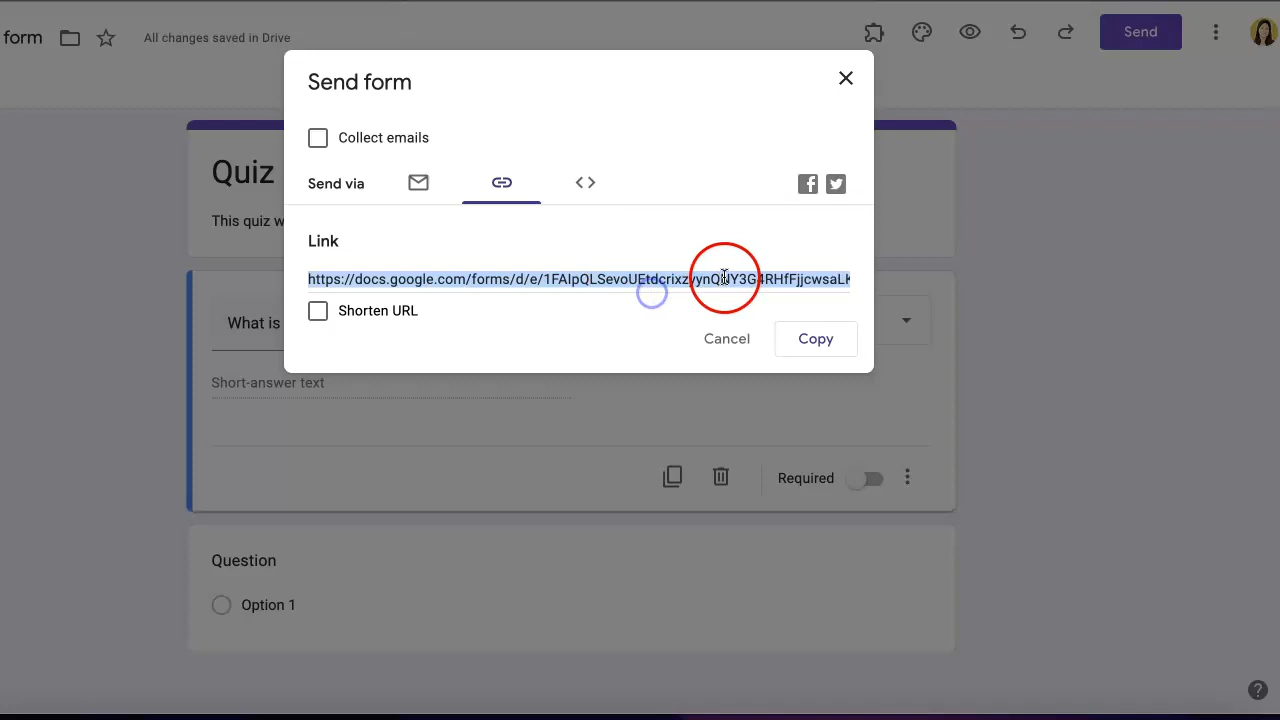 form All changes saved in Drive Send
Send form
Collect emails
Send via
Link
https://docs.google.com/forms/d/e/1FAIpQLSevoUEtdcrixzvynQNY3G4RHfFjjcwsaLK
Shorten URL
Cancel Copy
Quiz
This quiz w
What is
Short-answer text
Required
Question
Option 1